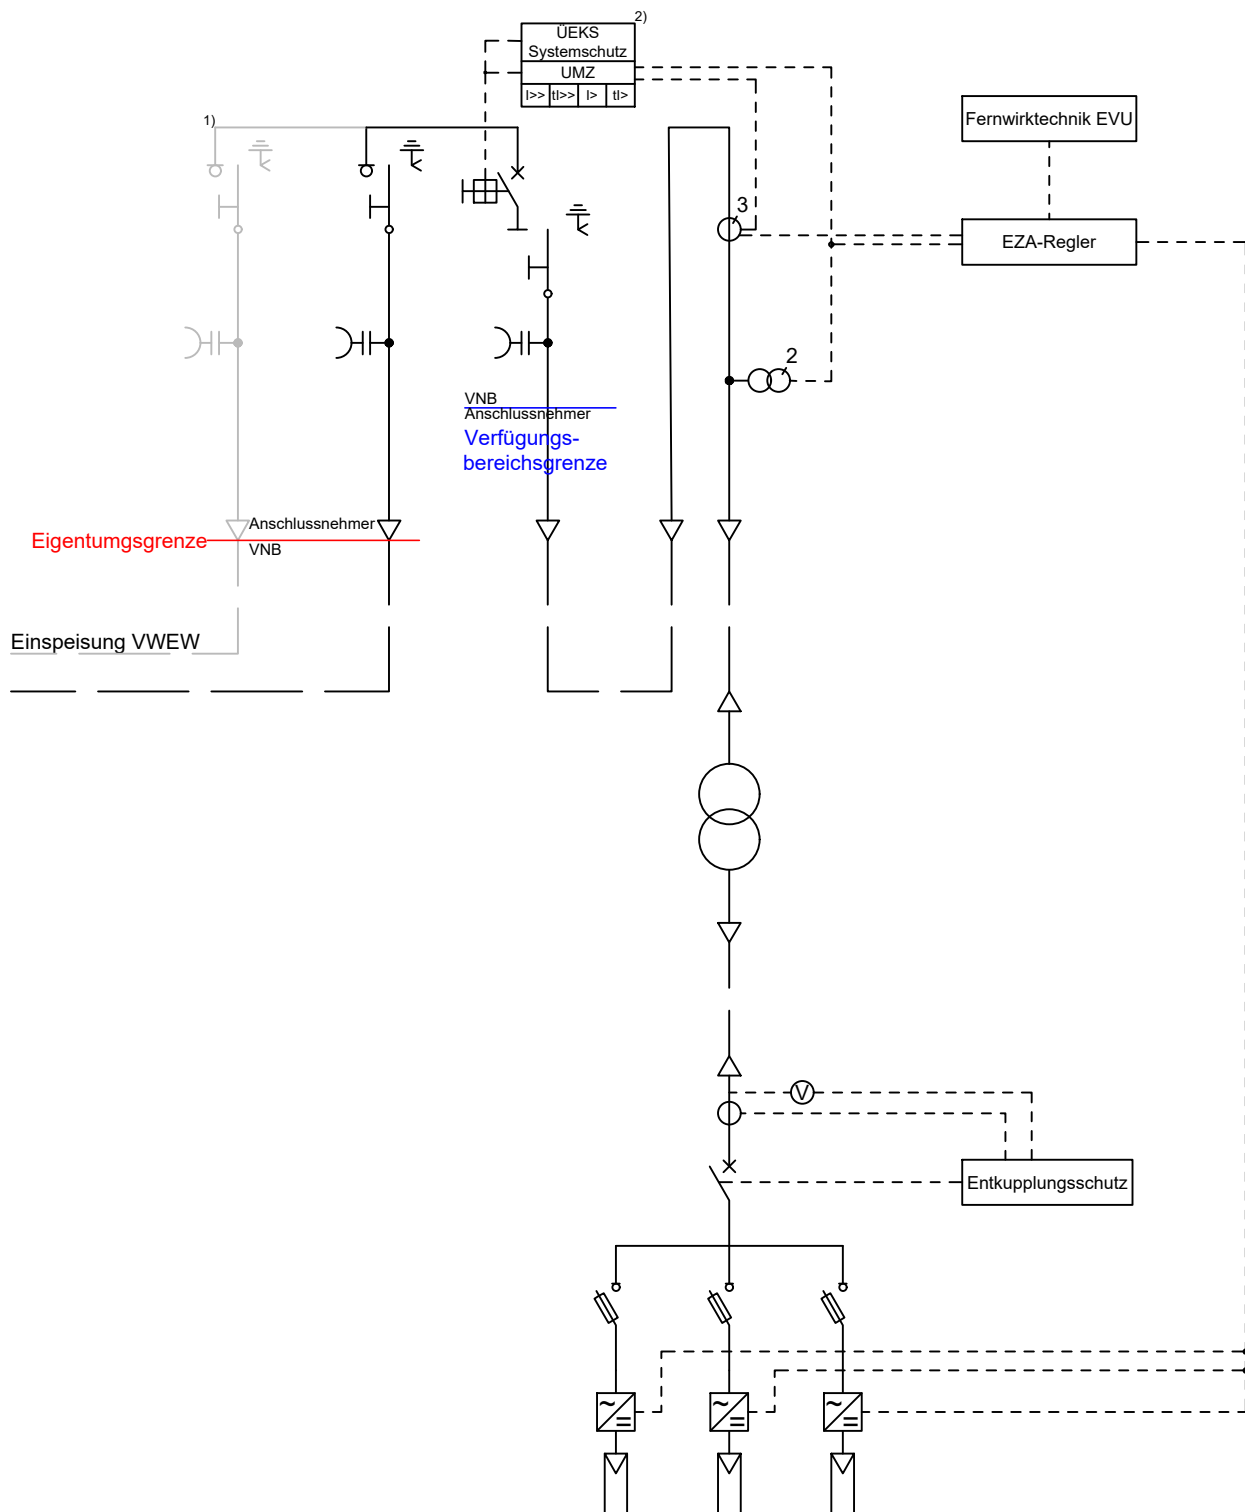 2)
ÜEKS
Systemschutz
UMZ
I>> tI>> I> tI>
1)
Fernwirktechnik EVU
3
EZA-Regler
2
VNB
Anschlussnehmer
Verfügungs-
bereichsgrenze
Anschlussnehmer
Eigentumgsgrenze
VNB
Einspeisung VWEW
V
Entkupplungsschutz